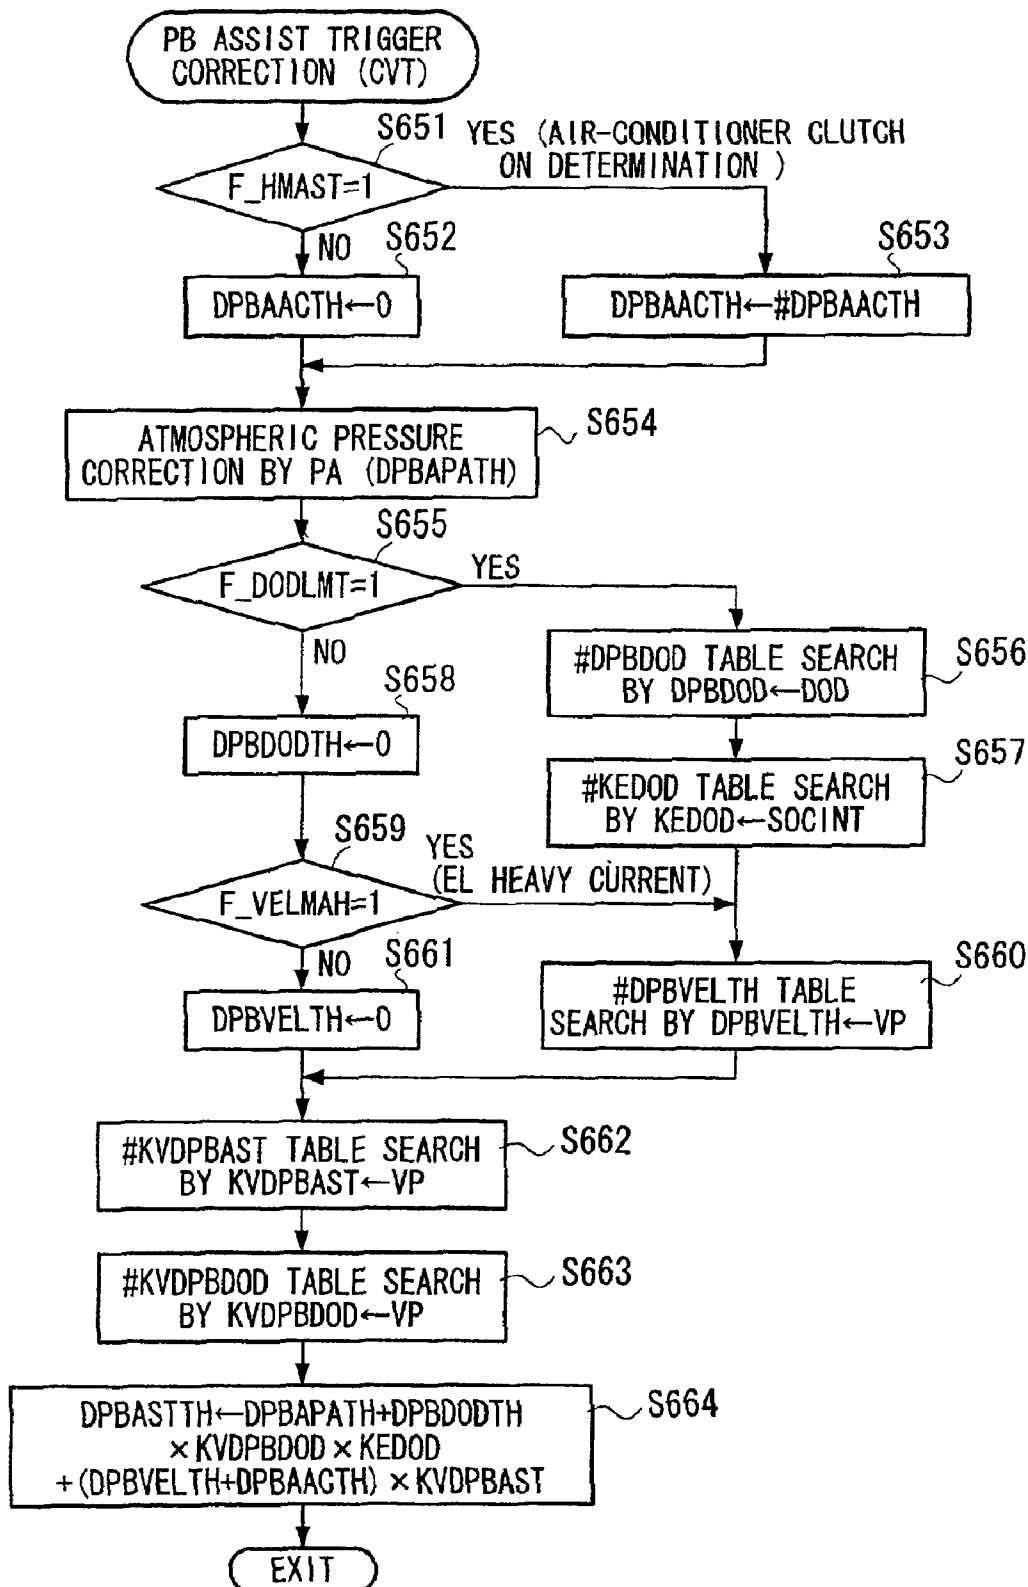 PB ASSIST TRIGGER
CORRECTION (CVT)
S651
YES (AIR-CONDITIONER CLUTCH
ON DETERMINATION )
F_HMAST=1
NO
S652
S653
DPBAACTH←0
DPBAACTH←#DPBAACTH
S654
ATMOSPHERIC PRESSURE
CORRECTION BY PA (DPBAPATH)
S655
YES
F_DODLMT=1
NO
S656
#DPBDOD TABLE SEARCH
BY DPBDOD←DOD
S658
DPBDODTH←0
S657
#KEDOD TABLE SEARCH
BY KEDOD←SOCINT
S659
YES
(EL HEAVY CURRENT)
F_VELMAH=1
NO
S661
S660
DPBVELTH←0
#DPBVELTH TABLE
SEARCH BY DPBVELTH←VP
S662
#KVDPBAST TABLE SEARCH
BY KVDPBAST←VP
S663
#KVDPBDOD TABLE SEARCH
BY KVDPBDOD←VP
S664
DPBASTTH←DPBAPATH+DPBDODTH
×KVDPBDOD×KEDOD
+(DPBVELTH+DPBAACTH)×KVDPBAST
EXIT